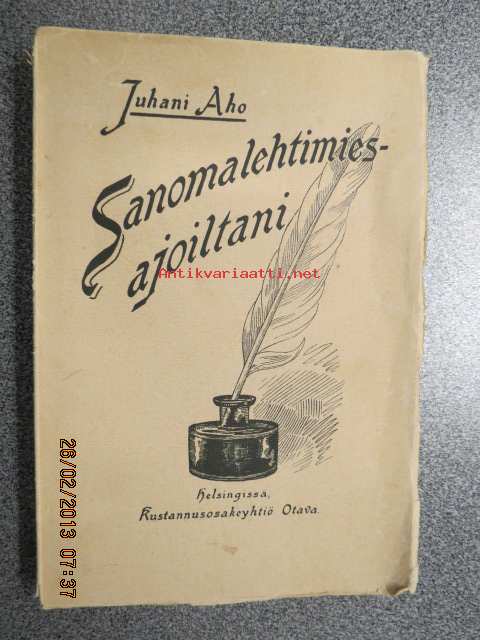 Juhani Aho
Sanomalehtimies-
ajoiltani
Antikvariaatti.net
Helsingissä,
Kustannusosakeyhtiö Otava.
26/02/2013 07:37